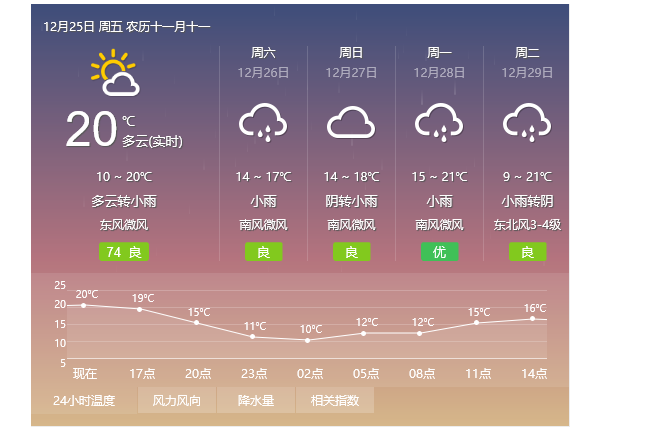 12月25日 周五 农历十一月十一
20
℃
多云(实时)
10 ~ 20℃
多云转小雨
东风微风
74 良
周六
12月26日
14 ~ 17℃
小雨
南风微风
良
周日
12月27日
14 ~ 18℃
阴转小雨
南风微风
良
周一
12月28日
15 ~ 21℃
小雨
南风微风
优
周二
12月29日
9 ~ 21℃
小雨转阴
东北风3-4级
良
25
20
15
10
5
20°C
19°C
15°C
11°C
10°C
12°C
12°C
15°C
16°C
现在 17点 20点 23点 02点 05点 08点 11点 14点
24小时温度 风力风向 降水量 相关指数